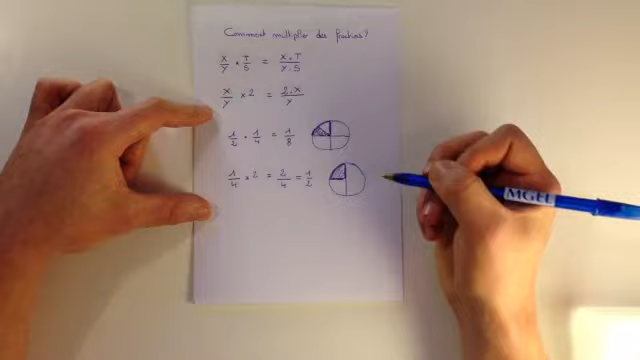 Comment multiplier des fractions?
X/Y × T/S = X × T/Y × S
X/Y × 2 = 2 × X/Y
1/2 × 1/4 = 1/8
1/4 × 2 = 2/4 = 1/2
MGEL